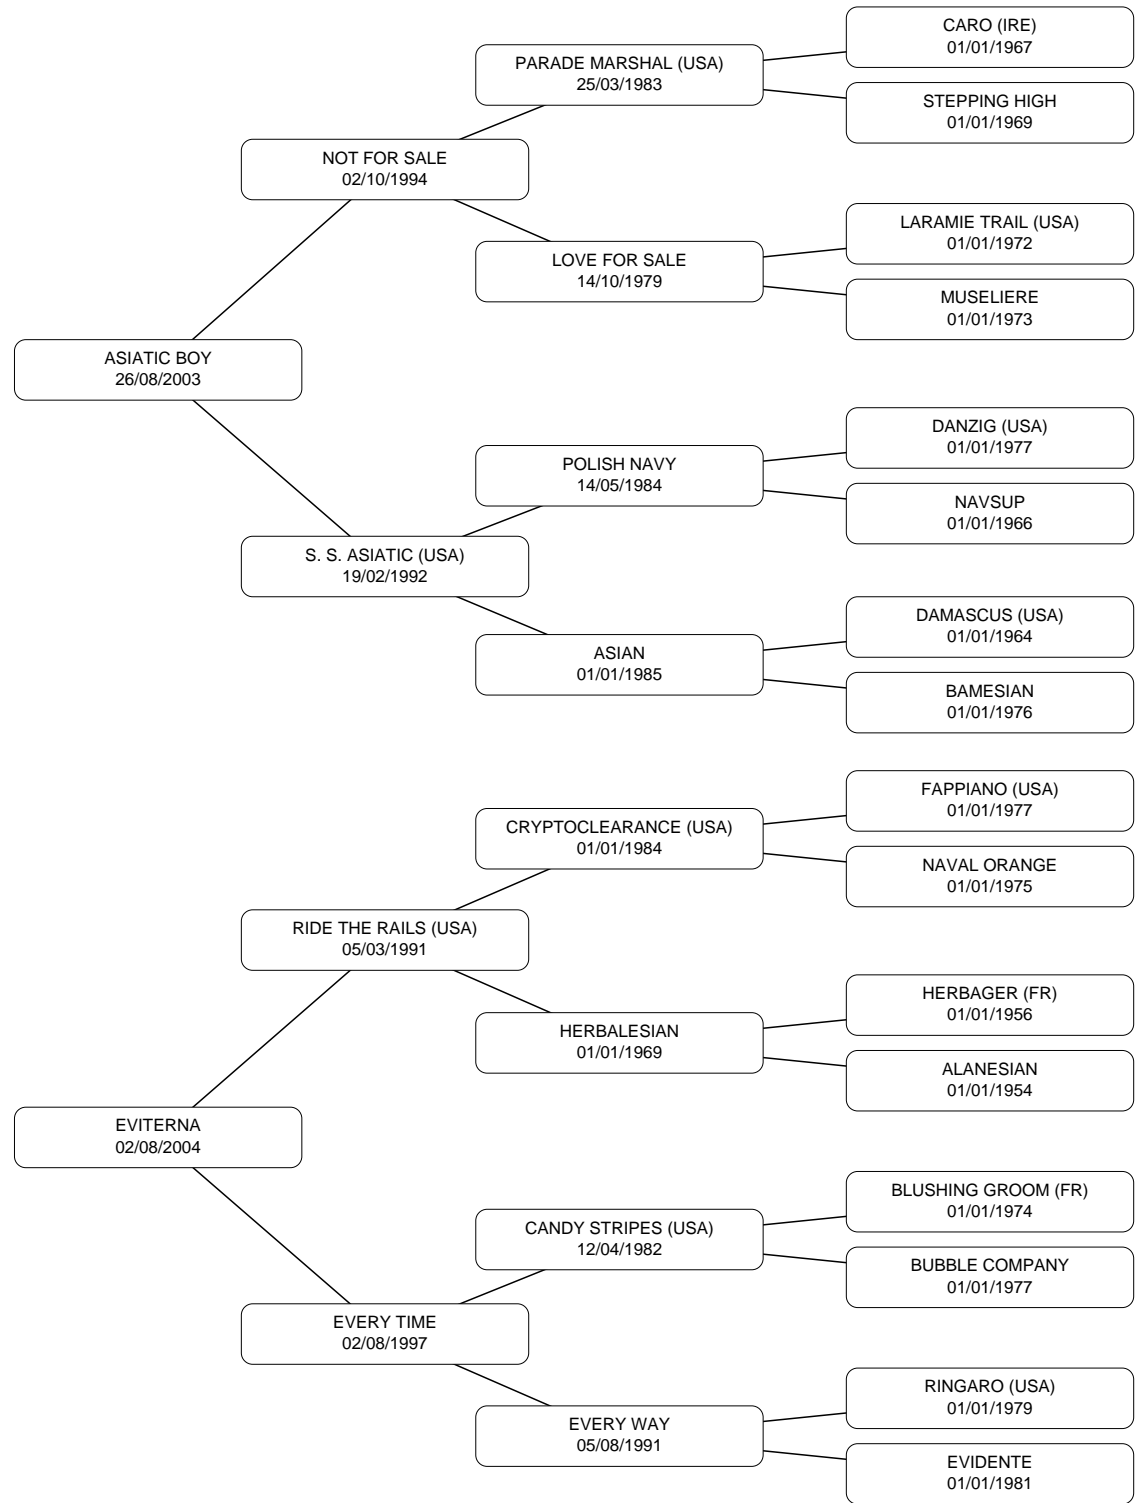 CARO (IRE)
01/01/1967
PARADE MARSHAL (USA)
25/03/1983
STEPPING HIGH
01/01/1969
NOT FOR SALE
02/10/1994
LARAMIE TRAIL (USA)
01/01/1972
LOVE FOR SALE
14/10/1979
MUSELIERE
01/01/1973
ASIATIC BOY
26/08/2003
DANZIG (USA)
01/01/1977
POLISH NAVY
14/05/1984
NAVSUP
01/01/1966
S. S. ASIATIC (USA)
19/02/1992
DAMASCUS (USA)
01/01/1964
ASIAN
01/01/1985
BAMESIAN
01/01/1976
FAPPIANO (USA)
01/01/1977
CRYPTOCLEARANCE (USA)
01/01/1984
NAVAL ORANGE
01/01/1975
RIDE THE RAILS (USA)
05/03/1991
HERBAGER (FR)
01/01/1956
HERBALESIAN
01/01/1969
ALANESIAN
01/01/1954
EVITERNA
02/08/2004
BLUSHING GROOM (FR)
01/01/1974
CANDY STRIPES (USA)
12/04/1982
BUBBLE COMPANY
01/01/1977
EVERY TIME
02/08/1997
RINGARO (USA)
01/01/1979
EVERY WAY
05/08/1991
EVIDENTE
01/01/1981